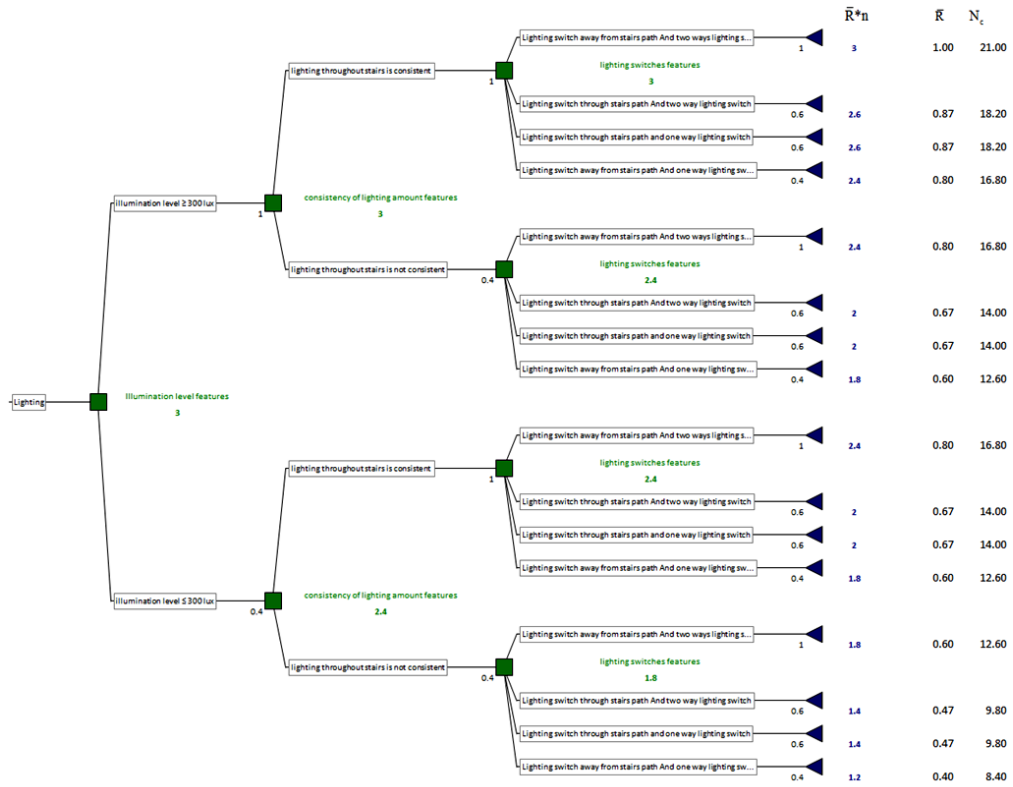 R̄*n R̄ N_c
Lighting switch away from stairs path And two ways lighting s...
1 3 1.00 21.00
lighting throughout stairs is consistent
lighting switches features
1 3
Lighting switch through stairs path And two way lighting switch
0.6 2.6 0.87 18.20
Lighting switch through stairs path and one way lighting switch
0.6 2.6 0.87 18.20
Lighting switch away from stairs path And one way lighting sw...
0.4 2.4 0.80 16.80
illumination level ≥ 300 lux
consistency of lighting amount features
1 3
Lighting switch away from stairs path And two ways lighting s...
1 2.4 0.80 16.80
lighting throughout stairs is not consistent
lighting switches features
0.4 2.4
Lighting switch through stairs path And two way lighting switch
0.6 2 0.67 14.00
Lighting switch through stairs path and one way lighting switch
0.6 2 0.67 14.00
Lighting switch away from stairs path And one way lighting sw...
0.4 1.8 0.60 12.60
Lighting
Illumination level features
3
Lighting switch away from stairs path And two ways lighting s...
1 2.4 0.80 16.80
lighting throughout stairs is consistent
lighting switches features
1 2.4
Lighting switch through stairs path And two way lighting switch
0.6 2 0.67 14.00
Lighting switch through stairs path and one way lighting switch
0.6 2 0.67 14.00
Lighting switch away from stairs path And one way lighting sw...
0.4 1.8 0.60 12.60
illumination level ≤ 300 lux
consistency of lighting amount features
0.4 2.4
Lighting switch away from stairs path And two ways lighting s...
1 1.8 0.60 12.60
lighting throughout stairs is not consistent
lighting switches features
0.4 1.8
Lighting switch through stairs path And two way lighting switch
0.6 1.4 0.47 9.80
Lighting switch through stairs path and one way lighting switch
0.6 1.4 0.47 9.80
Lighting switch away from stairs path And one way lighting sw...
0.4 1.2 0.40 8.40